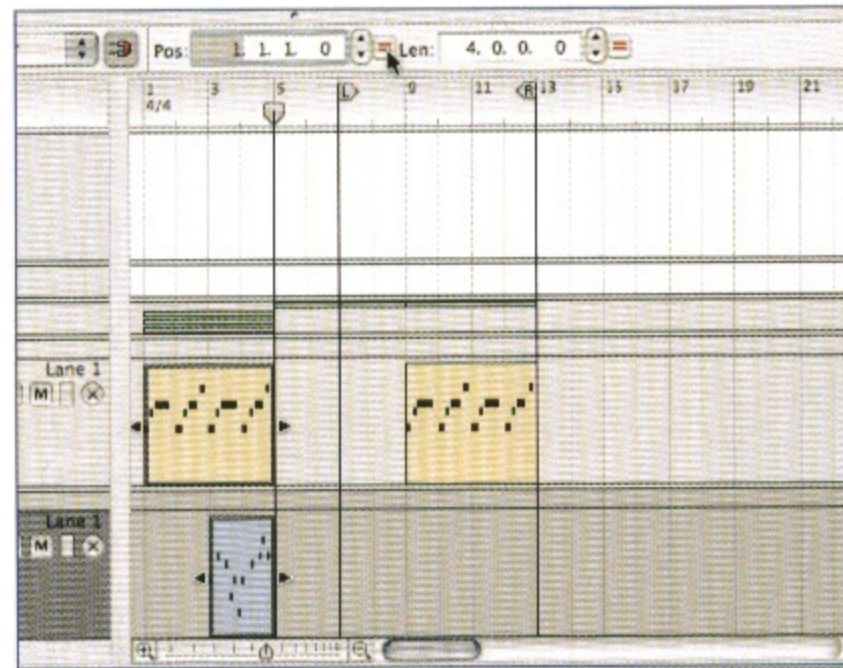 Pos: 1. 1. 1. 0 = Len: 4. 0. 0. 0 =
1 3 5 L 9 11 R 13 15 17 19 21
4/4
Lane 1
M
Lane 1
M